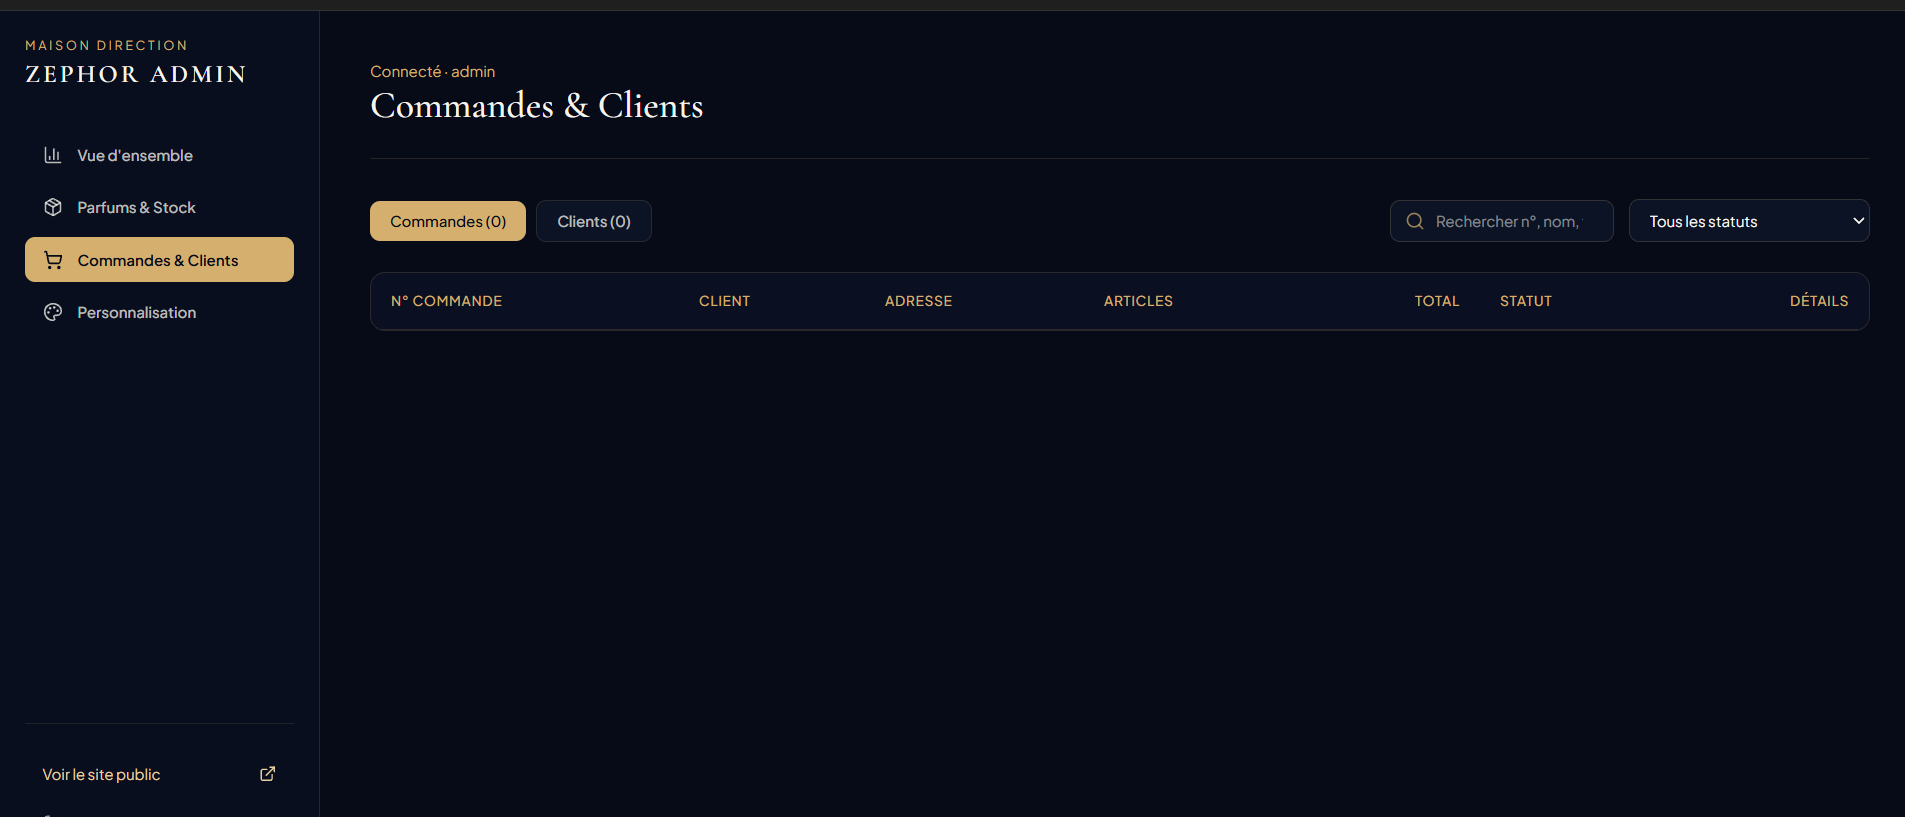 MAISON DIRECTION
ZEPHOR ADMIN
Vue d'ensemble
Parfums & Stock
Commandes & Clients
Personnalisation
Voir le site public
Connecté · admin
Commandes & Clients
Commandes (0)
Clients (0)
Rechercher n°, nom,
Tous les statuts
N° COMMANDE CLIENT ADRESSE ARTICLES TOTAL STATUT DÉTAILS